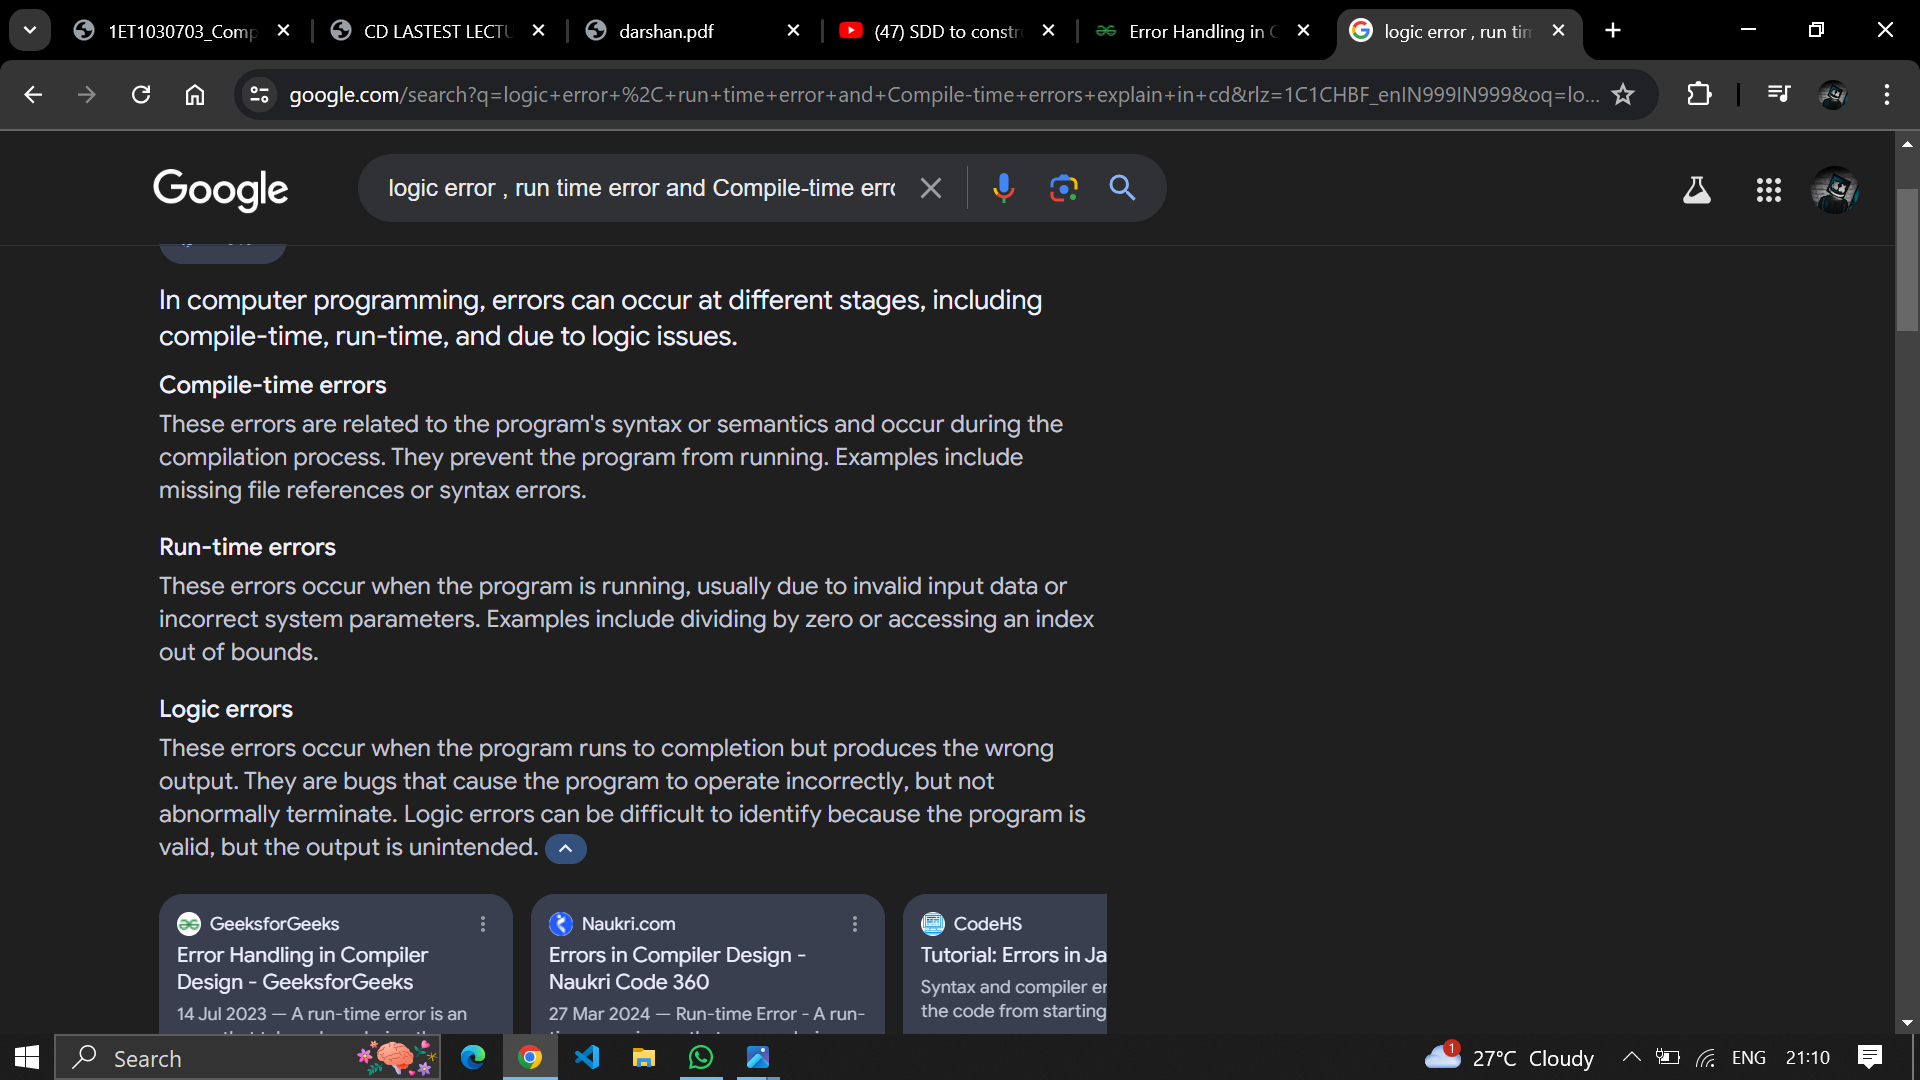 1ET1030703_Comp
CD LASTEST LECTU
darshan.pdf
(47) SDD to constru
Error Handling in C
logic error , run tim
google.com/search?q=logic+error+%2C+run+time+error+and+Compile-time+errors+explain+in+cd&rlz=1C1CHBF_enIN999IN999&oq=lo...
Google
logic error , run time error and Compile-time erro
In computer programming, errors can occur at different stages, including
compile-time, run-time, and due to logic issues.
Compile-time errors
These errors are related to the program's syntax or semantics and occur during the
compilation process. They prevent the program from running. Examples include
missing file references or syntax errors.
Run-time errors
These errors occur when the program is running, usually due to invalid input data or
incorrect system parameters. Examples include dividing by zero or accessing an index
out of bounds.
Logic errors
These errors occur when the program runs to completion but produces the wrong
output. They are bugs that cause the program to operate incorrectly, but not
abnormally terminate. Logic errors can be difficult to identify because the program is
valid, but the output is unintended.
GeeksforGeeks
Error Handling in Compiler
Design - GeeksforGeeks
14 Jul 2023 — A run-time error is an
Naukri.com
Errors in Compiler Design -
Naukri Code 360
27 Mar 2024 — Run-time Error - A run-
CodeHS
Tutorial: Errors in Ja
Syntax and compiler er
the code from starting
Search
1
27°C Cloudy
ENG
21:10